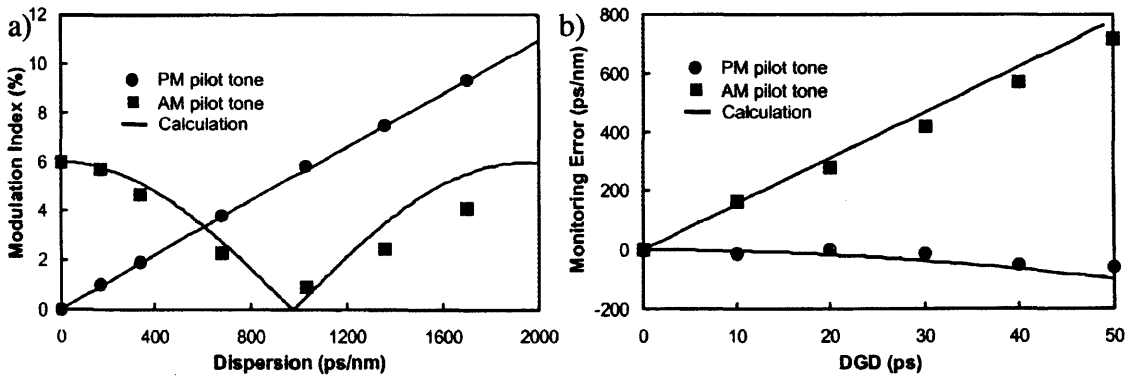 a)
12
10
8
6
4
2
0
Modulation Index (%)
PM pilot tone
AM pilot tone
Calculation
0 400 800 1200 1600 2000
Dispersion (ps/nm)
b)
800
600
400
200
0
-200
Monitoring Error (ps/nm)
PM pilot tone
AM pilot tone
Calculation
0 10 20 30 40 50
DGD (ps)